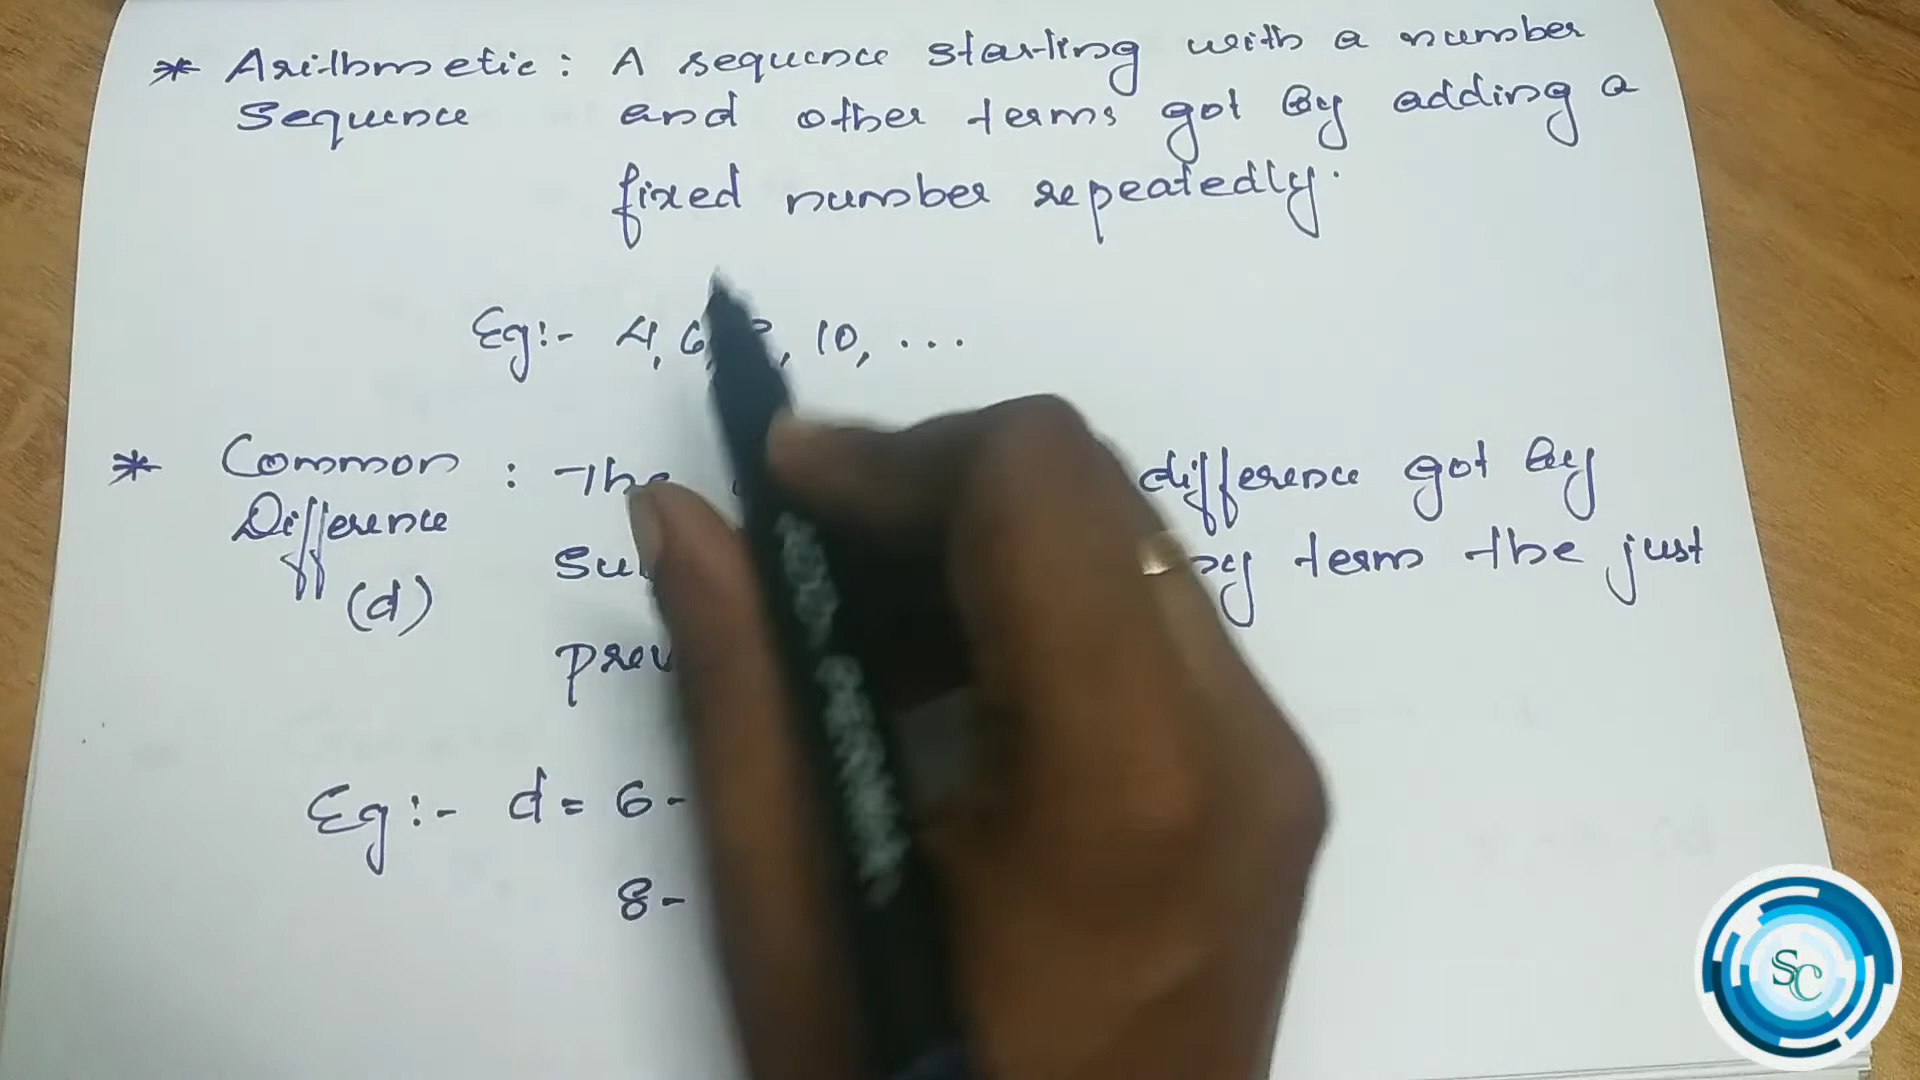 * Arithmetic : A sequence starting with a number
Sequence and other terms got by adding a
fixed number repeatedly.
Eg:- 4, 6, 10, ...
* Common : The difference got by
Difference term the just
(d)
Eg:- d = 6 -
8 -
SC